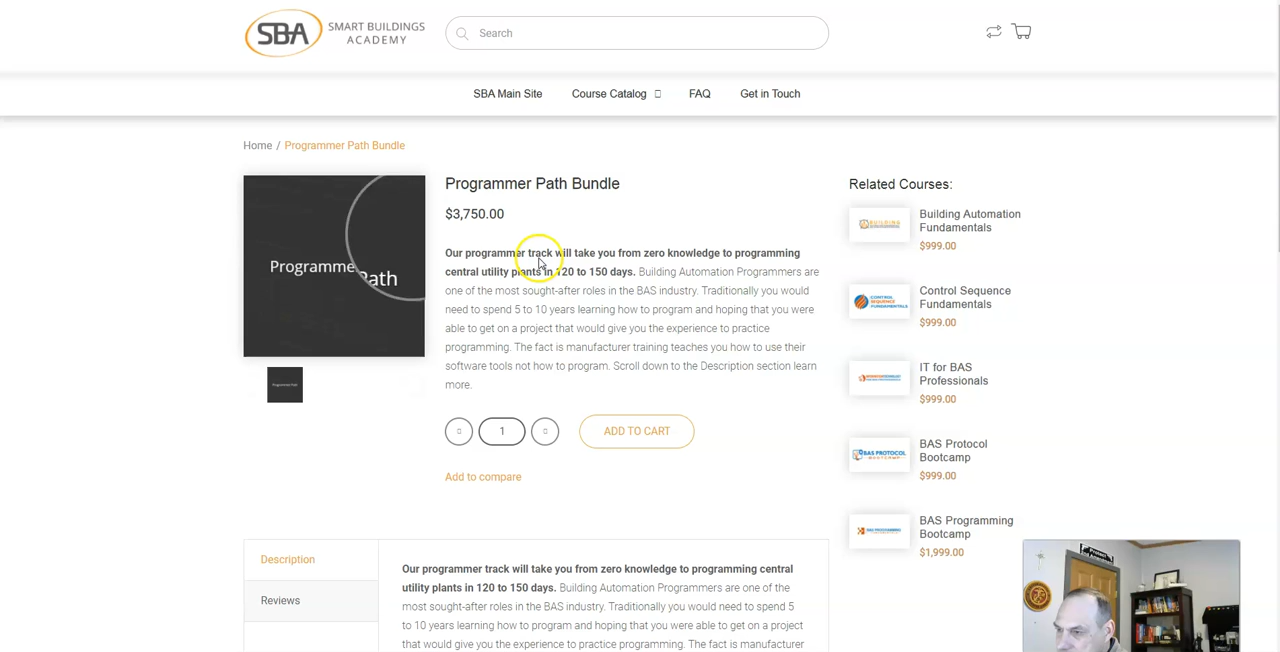 SBA SMART BUILDINGS
ACADEMY
Search
SBA Main Site Course Catalog FAQ Get in Touch
Home / Programmer Path Bundle
Programme Path
Programmer Path Bundle
$3,750.00
Our programmer track will take you from zero knowledge to programming
central utility plants in 120 to 150 days. Building Automation Programmers are
one of the most sought-after roles in the BAS industry. Traditionally you would
need to spend 5 to 10 years learning how to program and hoping that you were
able to get on a project that would give you the experience to practice
programming. The fact is manufacturer training teaches you how to use their
software tools not how to program. Scroll down to the Description section learn
more.
1
ADD TO CART
Add to compare
Related Courses:
Building Automation
Fundamentals
$999.00
Control Sequence
Fundamentals
$999.00
IT for BAS
Professionals
$999.00
BAS Protocol
Bootcamp
$999.00
BAS Programming
Bootcamp
$1,999.00
Description
Reviews
Our programmer track will take you from zero knowledge to programming central
utility plants in 120 to 150 days. Building Automation Programmers are one of the
most sought-after roles in the BAS industry. Traditionally you would need to spend 5
to 10 years learning how to program and hoping that you were able to get on a project
that would give you the experience to practice programming. The fact is manufacturer